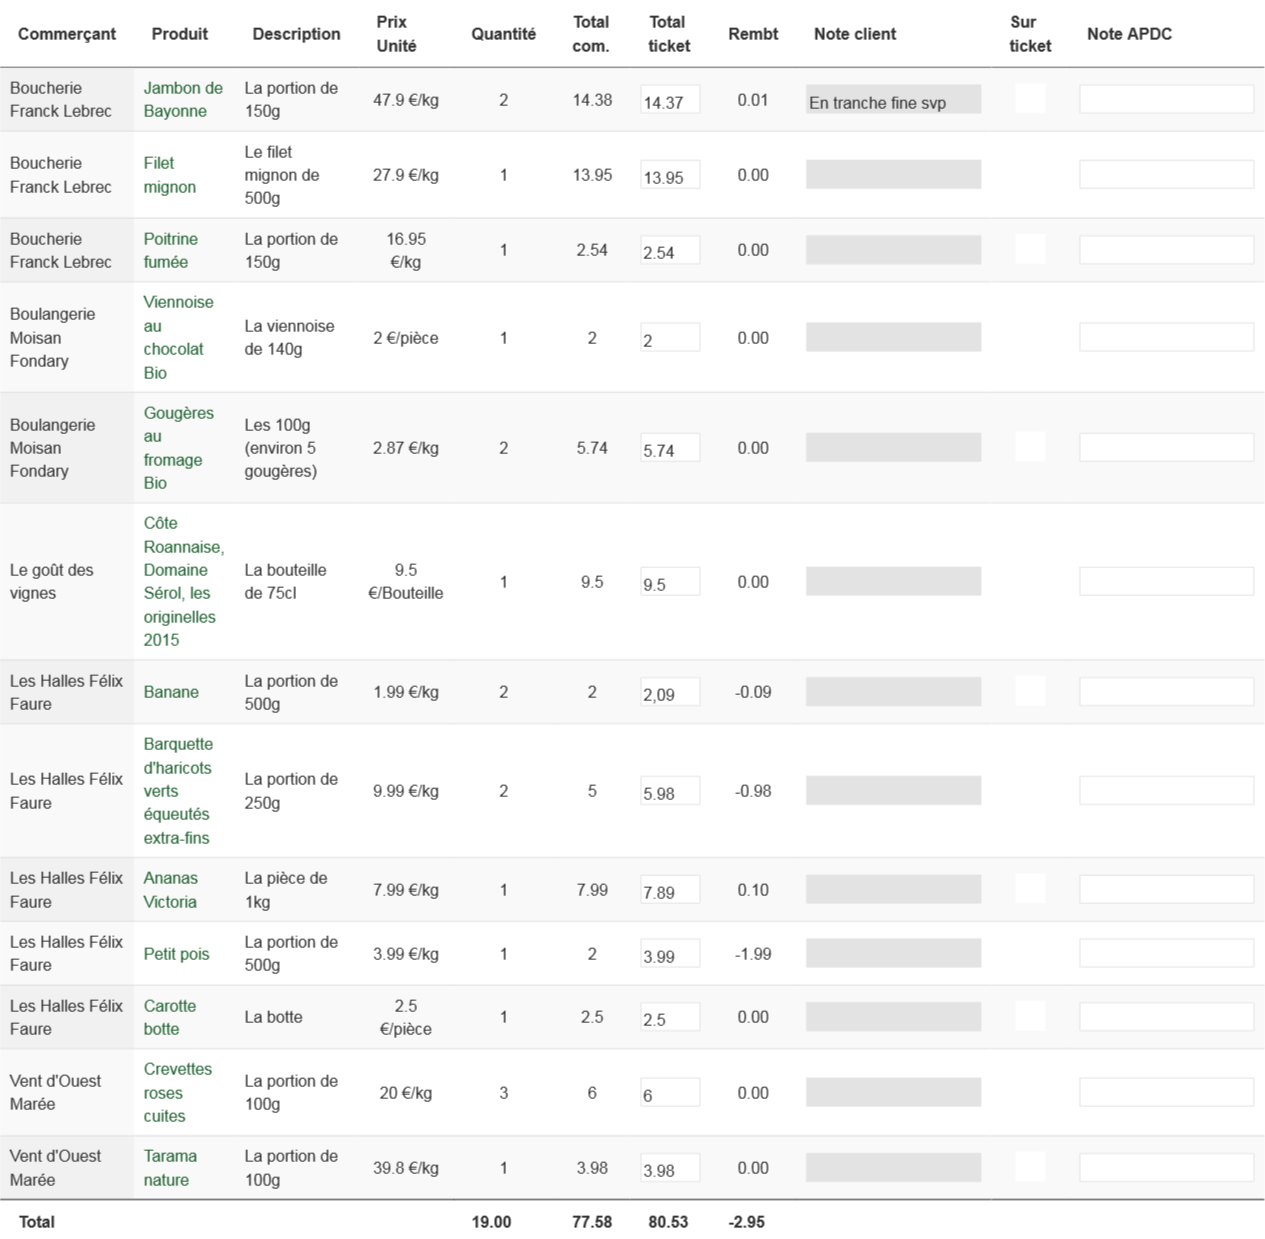 Commerçant Produit Description Prix Unité Quantité Total com. Total ticket Rembt Note client Sur ticket Note APDC
Boucherie Franck Lebrec Jambon de Bayonne La portion de 150g 47.9 €/kg 2 14.38 14.37 0.01 En tranche fine svp
Boucherie Franck Lebrec Filet mignon Le filet mignon de 500g 27.9 €/kg 1 13.95 13.95 0.00
Boucherie Franck Lebrec Poitrine fumée La portion de 150g 16.95 €/kg 1 2.54 2.54 0.00
Boulangerie Moisan Fondary Viennoise au chocolat Bio La viennoise de 140g 2 €/pièce 1 2 2 0.00
Boulangerie Moisan Fondary Gougères au fromage Bio Les 100g (environ 5 gougères) 2.87 €/kg 2 5.74 5.74 0.00
Le goût des vignes Côte Roannaise, Domaine Sérol, les originelles 2015 La bouteille de 75cl 9.5 €/Bouteille 1 9.5 9.5 0.00
Les Halles Félix Faure Banane La portion de 500g 1.99 €/kg 2 2 2,09 -0.09
Les Halles Félix Faure Barquette d'haricots verts équeutés extra-fins La portion de 250g 9.99 €/kg 2 5 5.98 -0.98
Les Halles Félix Faure Ananas Victoria La pièce de 1kg 7.99 €/kg 1 7.99 7.89 0.10
Les Halles Félix Faure Petit pois La portion de 500g 3.99 €/kg 1 2 3.99 -1.99
Les Halles Félix Faure Carotte botte La botte 2.5 €/pièce 1 2.5 2.5 0.00
Vent d'Ouest Marée Crevettes roses cuites La portion de 100g 20 €/kg 3 6 6 0.00
Vent d'Ouest Marée Tarama nature La portion de 100g 39.8 €/kg 1 3.98 3.98 0.00
Total 19.00 77.58 80.53 -2.95